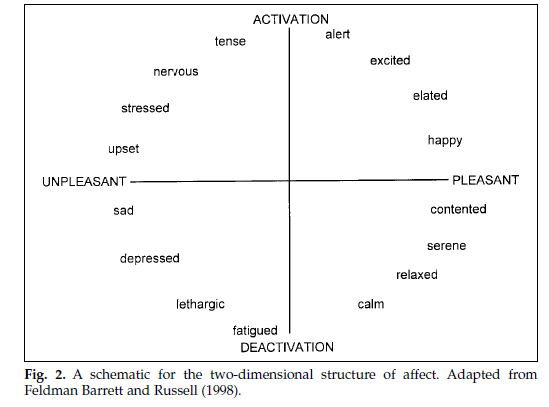 ACTIVATION
tense
alert
nervous
excited
stressed
elated
upset
happy
UNPLEASANT
PLEASANT
sad
contented
depressed
serene
relaxed
lethargic
calm
fatigued
DEACTIVATION
Fig. 2. A schematic for the two-dimensional structure of affect. Adapted from
Feldman Barrett and Russell (1998).